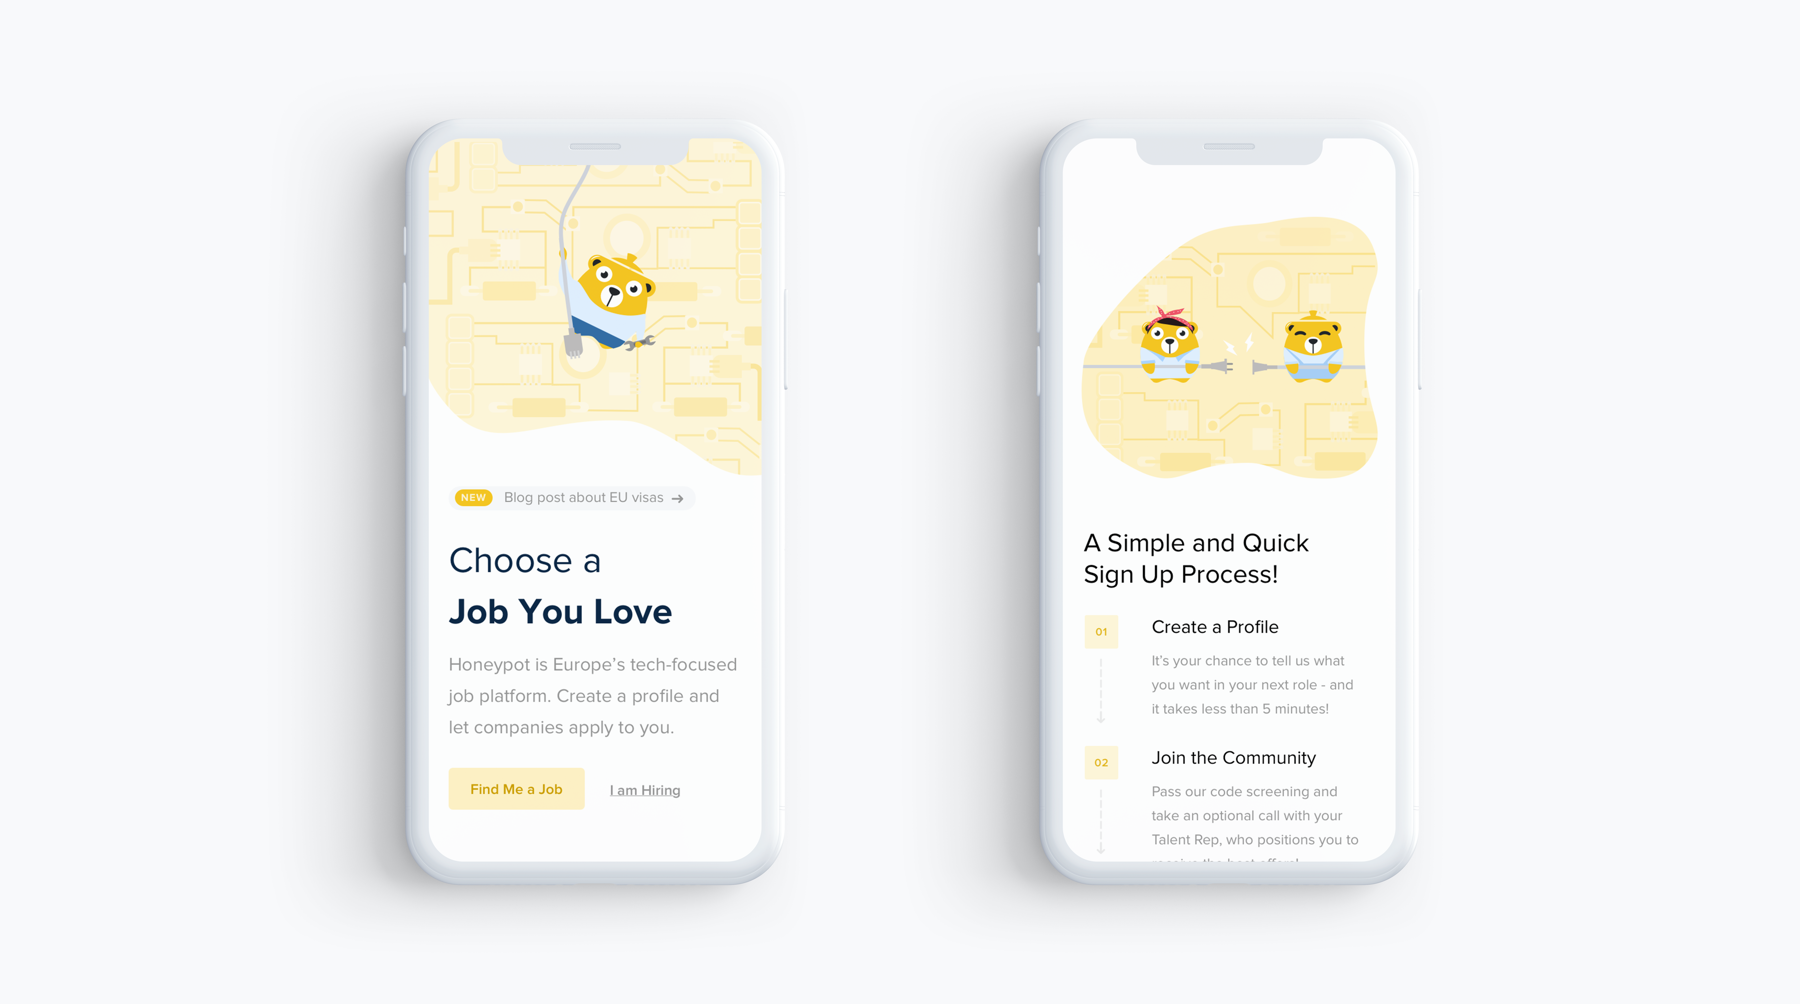 NEW Blog post about EU visas →
Choose a
Job You Love
Honeypot is Europe's tech-focused
job platform. Create a profile and
let companies apply to you.
Find Me a Job I am Hiring
A Simple and Quick
Sign Up Process!
01 Create a Profile
It's your chance to tell us what
you want in your next role - and
it takes less than 5 minutes!
02 Join the Community
Pass our code screening and
take an optional call with your
Talent Rep, who positions you to